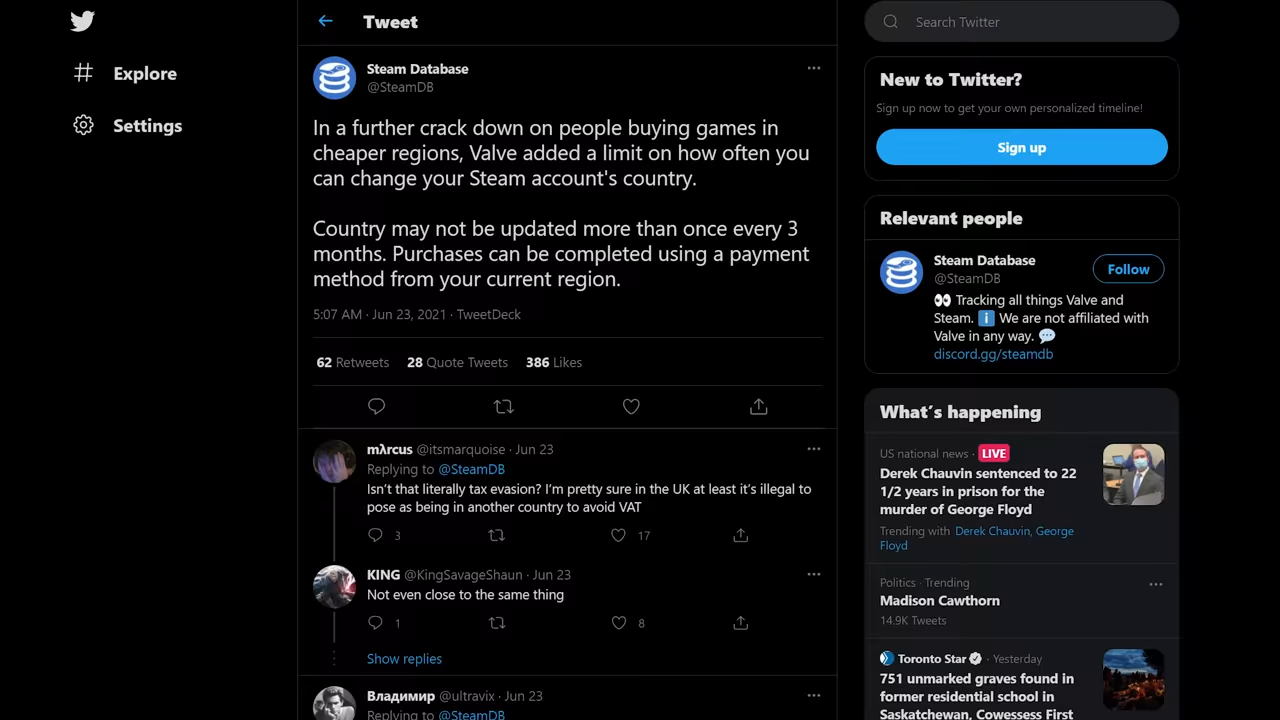 Explore
Settings
Tweet
Steam Database
@SteamDB
In a further crack down on people buying games in
cheaper regions, Valve added a limit on how often you
can change your Steam account's country.
Country may not be updated more than once every 3
months. Purchases can be completed using a payment
method from your current region.
5:07 AM · Jun 23, 2021 · TweetDeck
62 Retweets 28 Quote Tweets 386 Likes
mλrcus @itsmarquoise · Jun 23
Replying to @SteamDB
Isn't that literally tax evasion? I'm pretty sure in the UK at least it's illegal to
pose as being in another country to avoid VAT
3 17
KING @KingSavageShaun · Jun 23
Not even close to the same thing
1 8
Show replies
Владимир @ultravix · Jun 23
Replying to @SteamDB
Search Twitter
New to Twitter?
Sign up now to get your own personalized timeline!
Sign up
Relevant people
Steam Database
@SteamDB
Follow
👀 Tracking all things Valve and
Steam. ℹ️ We are not affiliated with
Valve in any way. 💬
discord.gg/steamdb
What's happening
US national news · LIVE
Derek Chauvin sentenced to 22
1/2 years in prison for the
murder of George Floyd
Trending with Derek Chauvin, George
Floyd
Politics · Trending
Madison Cawthorn
14.9K Tweets
Toronto Star · Yesterday
751 unmarked graves found in
former residential school in
Saskatchewan, Cowessess First